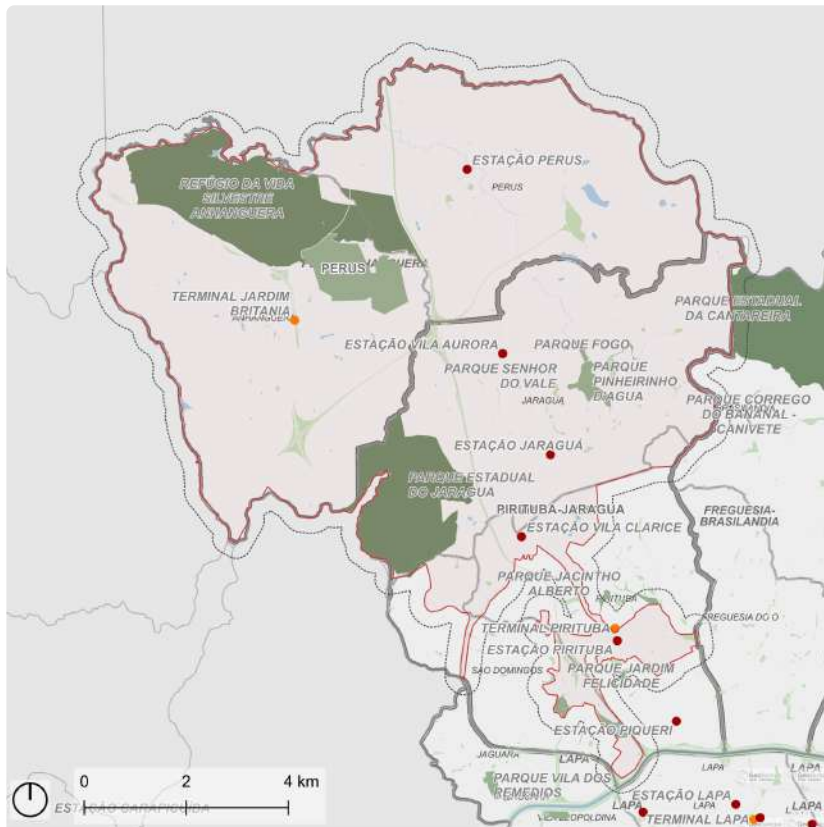 ESTAÇÃO PERUS
PERUS
REFÚGIO DA VIDA
SILVESTRE
ANHANGUERA
PERUS
TERMINAL JARDIM
BRITANIA
ANHANGUERA
PARQUE ESTADUAL
DA CANTAREIRA
ESTAÇÃO VILA AURORA
PARQUE FOGO
PARQUE SENHOR
DO VALE
PARQUE
PINHEIRINHO
D'AGUA
JARAGUA
PARQUE CORREGO
DO BANANAL -
CANIVETE
ESTAÇÃO JARAGUÁ
PARQUE ESTADUAL
DO JARAGUA
PIRITUBA-JARAGUA
ESTAÇÃO VILA CLARICE
FREGUESIA-
BRASILANDIA
PARQUE JACINTHO
ALBERTO
PIRITUBA
TERMINAL PIRITUBA
FREGUESIA DO O
ESTAÇÃO PIRITUBA
SAO DOMINGOS
PARQUE JARDIM
FELICIDADE
ESTAÇÃO PIQUERI
JAGUARA
LAPA
LAPA
LAPA
PARQUE VILA DOS
REMEDIOS
ESTAÇÃO LAPA
LAPA
LAPA
LAPA
TERMINAL LAPA
0 2 4 km
ESTAÇÃO CARAPICUÍBA